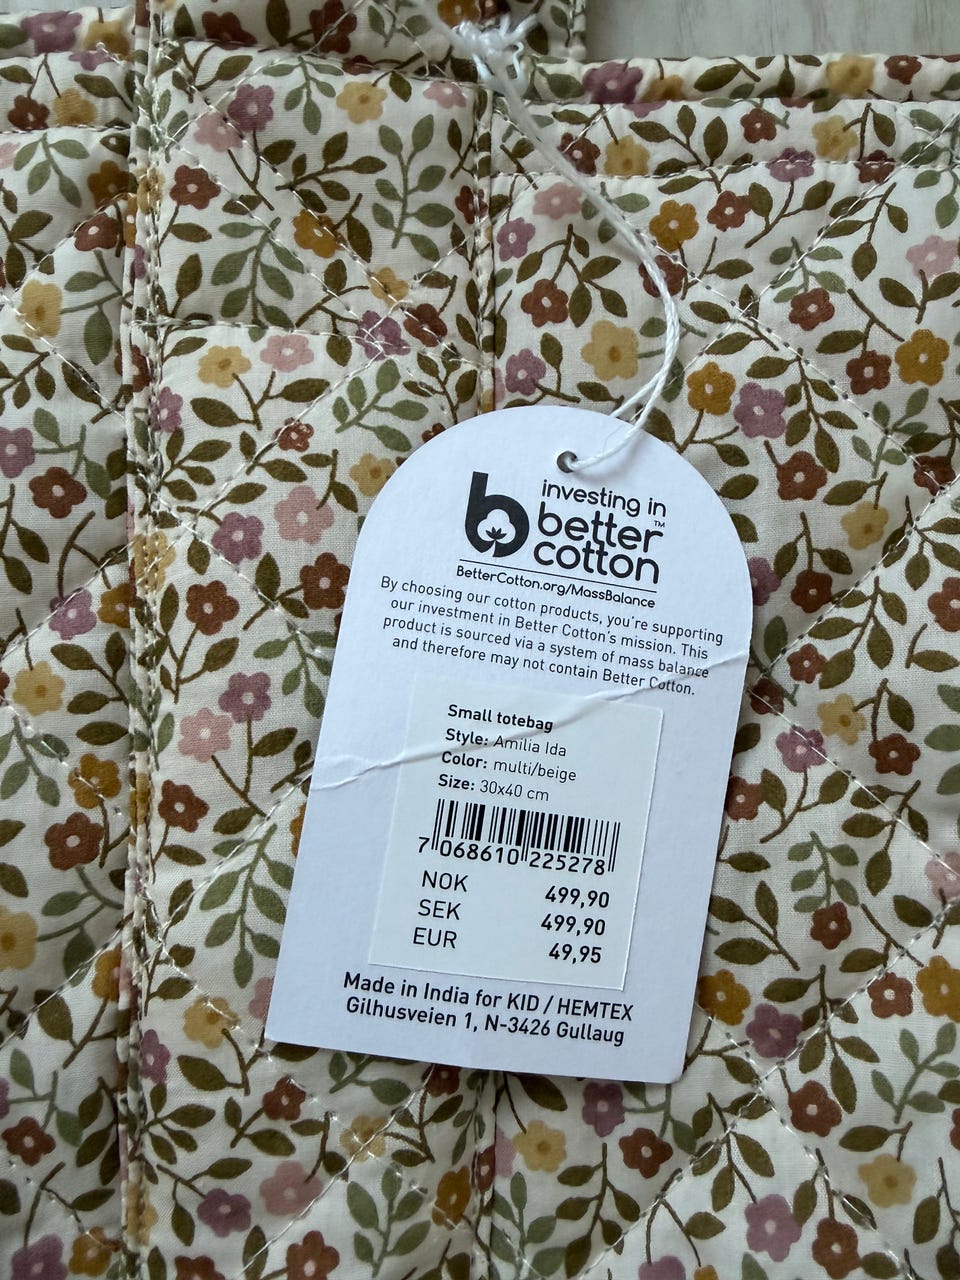 investing in
better™
cotton
BetterCotton.org/MassBalance
By choosing our cotton products, you're supporting
our investment in Better Cotton's mission. This
product is sourced via a system of mass balance
and therefore may not contain Better Cotton.
Small totebag
Style: Amilia Ida
Color: multi/beige
Size: 30x40 cm
7 068610 225278
NOK 499,90
SEK 499,90
EUR 49,95
Made in India for KID / HEMTEX
Gilhusveien 1, N-3426 Gullaug